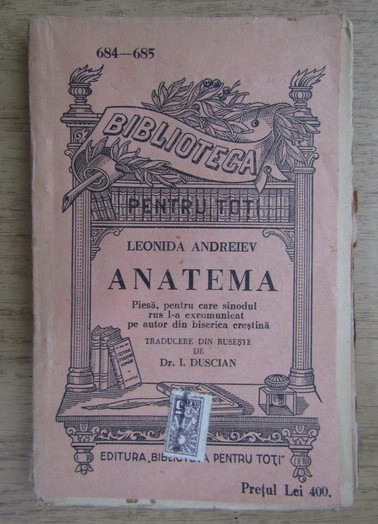 684—685
BIBLIOTECA
PENTRU TOȚI
LEONIDA ANDREIEV
ANATEMA
Piesă, pentru care sinodul
rus l-a excomunicat
pe autor din biserica creștină
TRADUCERE DIN RUSEȘTE
DE
Dr. I. DUSCIAN
EDITURA „BIBLIOTECA PENTRU TOȚI”
Prețul Lei 400.